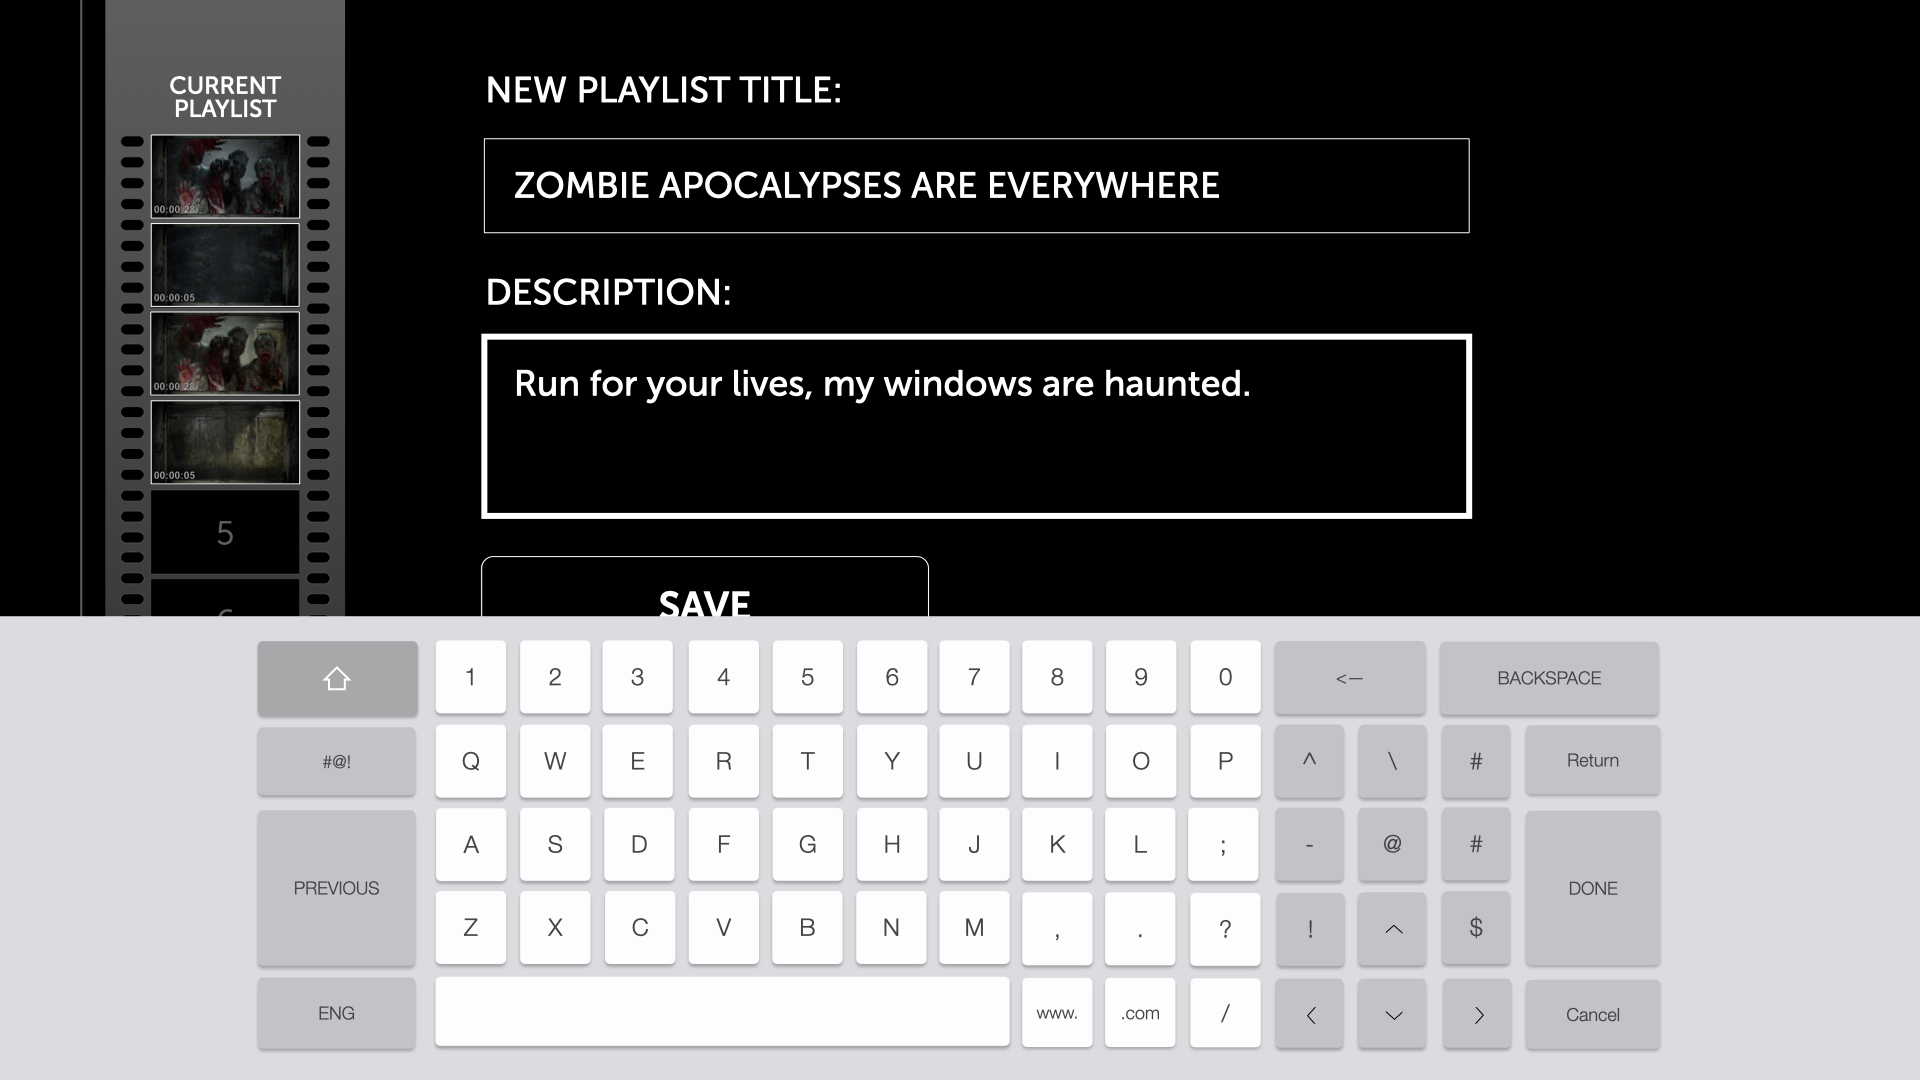 CURRENT
PLAYLIST
00:00:28
00:00:05
00:00:28
00:00:05
5
NEW PLAYLIST TITLE:
ZOMBIE APOCALYPSES ARE EVERYWHERE
DESCRIPTION:
Run for your lives, my windows are haunted.
SAVE
1 2 3 4 5 6 7 8 9 0 <— BACKSPACE
#@! Q W E R T Y U I O P ^ \ # Return
A S D F G H J K L ; - @ #
PREVIOUS DONE
Z X C V B N M , . ? ! ^ $
ENG www. .com / < > Cancel